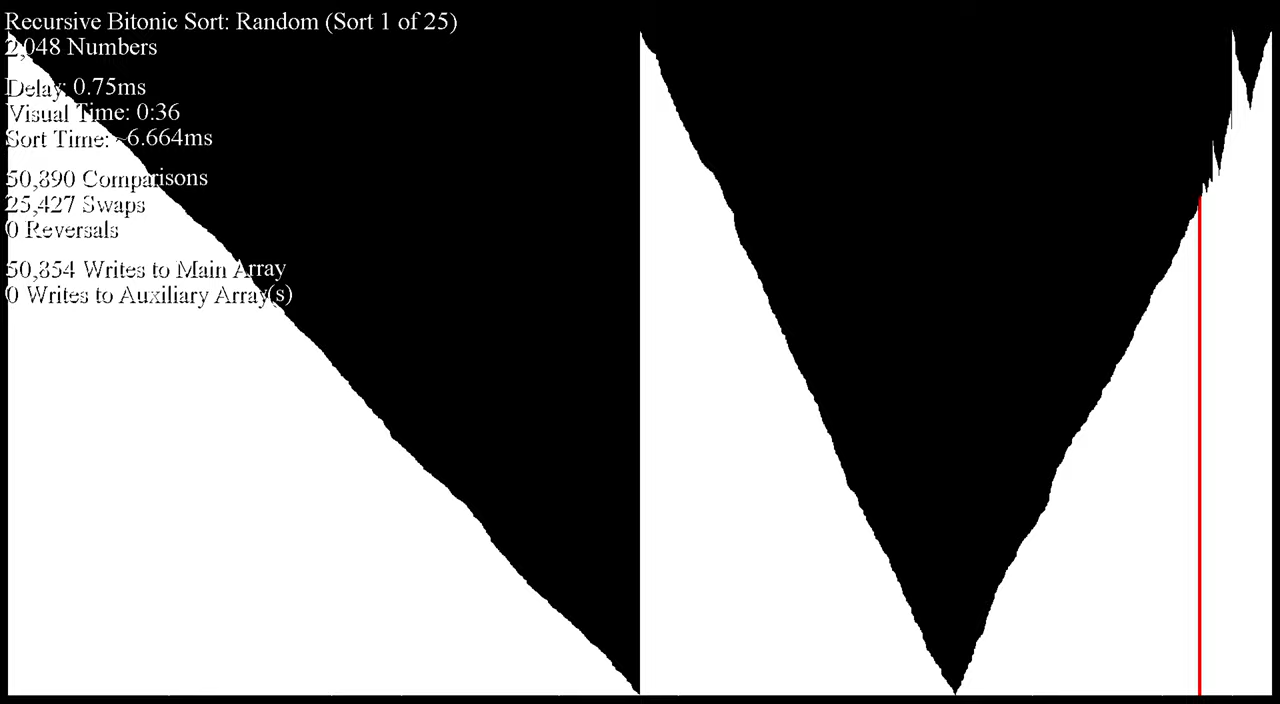 Recursive Bitonic Sort: Random (Sort 1 of 25)
2,048 Numbers
Delay: 0.75ms
Visual Time: 0:36
Sort Time: ~6.664ms
50,890 Comparisons
25,427 Swaps
0 Reversals
50,854 Writes to Main Array
0 Writes to Auxiliary Array(s)